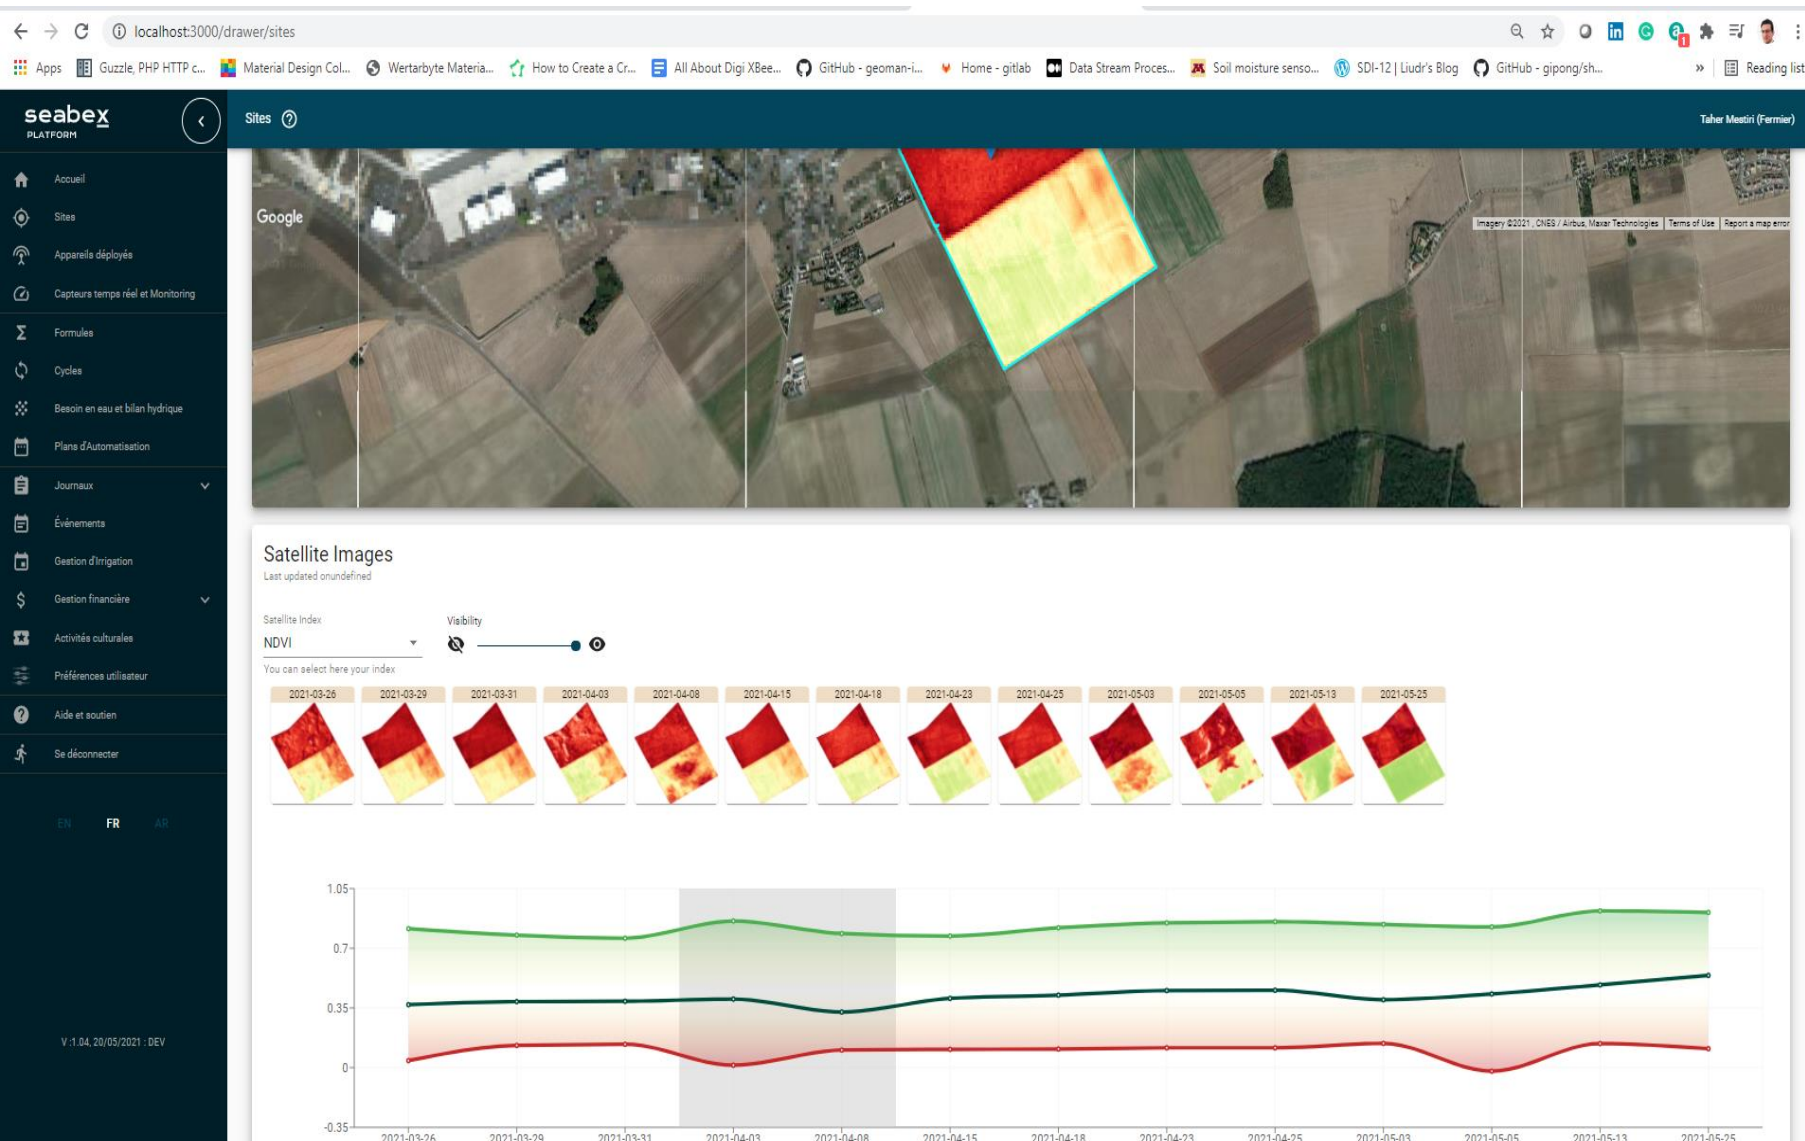 localhost:3000/drawer/sites
Apps Guzzle, PHP HTTP c... Material Design Col... Wertarbyte Materia... How to Create a Cr... All About Digi XBee... GitHub - geoman-i... Home - gitlab Data Stream Proces... Soil moisture senso... SDI-12 | Liudr's Blog GitHub - gipong/sh... » Reading list
seabex
PLATFORM
Sites
Taher Mestiri (Fermier)
Accueil
Sites
Appareils déployés
Capteurs temps réel et Monitoring
Formules
Cycles
Besoin en eau et bilan hydrique
Plans d'Automatisation
Journaux
Événements
Gestion d'Irrigation
Gestion financière
Activités culturales
Préférences utilisateur
Aide et soutien
Se déconnecter
EN FR AR
V :1.04, 20/05/2021 : DEV
Google
Imagery ©2021 , CNES / Airbus, Maxar Technologies Terms of Use Report a map error
Satellite Images
Last updated onundefined
Satellite Index
Visibility
NDVI
You can select here your index
2021-03-26 2021-03-29 2021-03-31 2021-04-03 2021-04-08 2021-04-15 2021-04-18 2021-04-23 2021-04-25 2021-05-03 2021-05-05 2021-05-13 2021-05-25
1.05
0.7
0.35
0
-0.35
2021-03-26 2021-03-29 2021-03-31 2021-04-03 2021-04-08 2021-04-15 2021-04-18 2021-04-23 2021-04-25 2021-05-03 2021-05-05 2021-05-13 2021-05-25